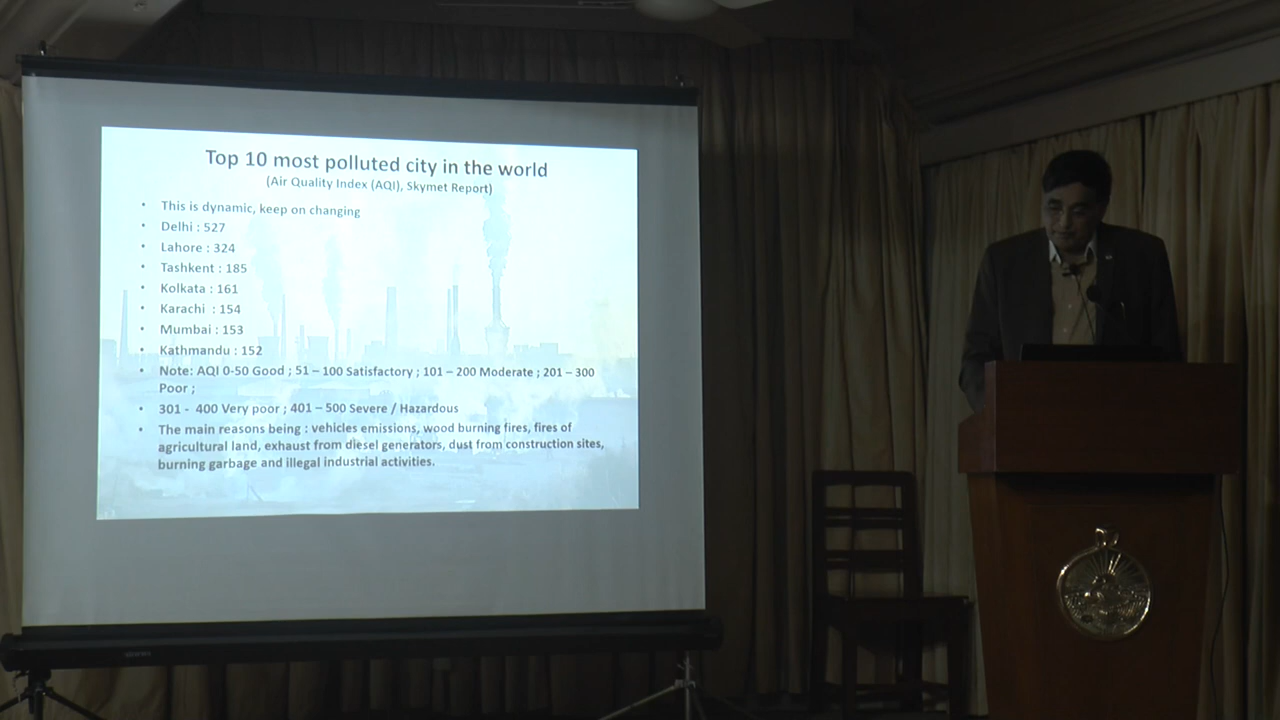 Top 10 most polluted city in the world
(Air Quality Index (AQI), Skymet Report)
• This is dynamic, keep on changing
• Delhi : 527
• Lahore : 324
• Tashkent : 185
• Kolkata : 161
• Karachi : 154
• Mumbai : 153
• Kathmandu : 152
• Note: AQI 0-50 Good ; 51 – 100 Satisfactory ; 101 – 200 Moderate ; 201 – 300
Poor ;
• 301 - 400 Very poor ; 401 – 500 Severe / Hazardous
• The main reasons being : vehicles emissions, wood burning fires, fires of
agricultural land, exhaust from diesel generators, dust from construction sites,
burning garbage and illegal industrial activities.